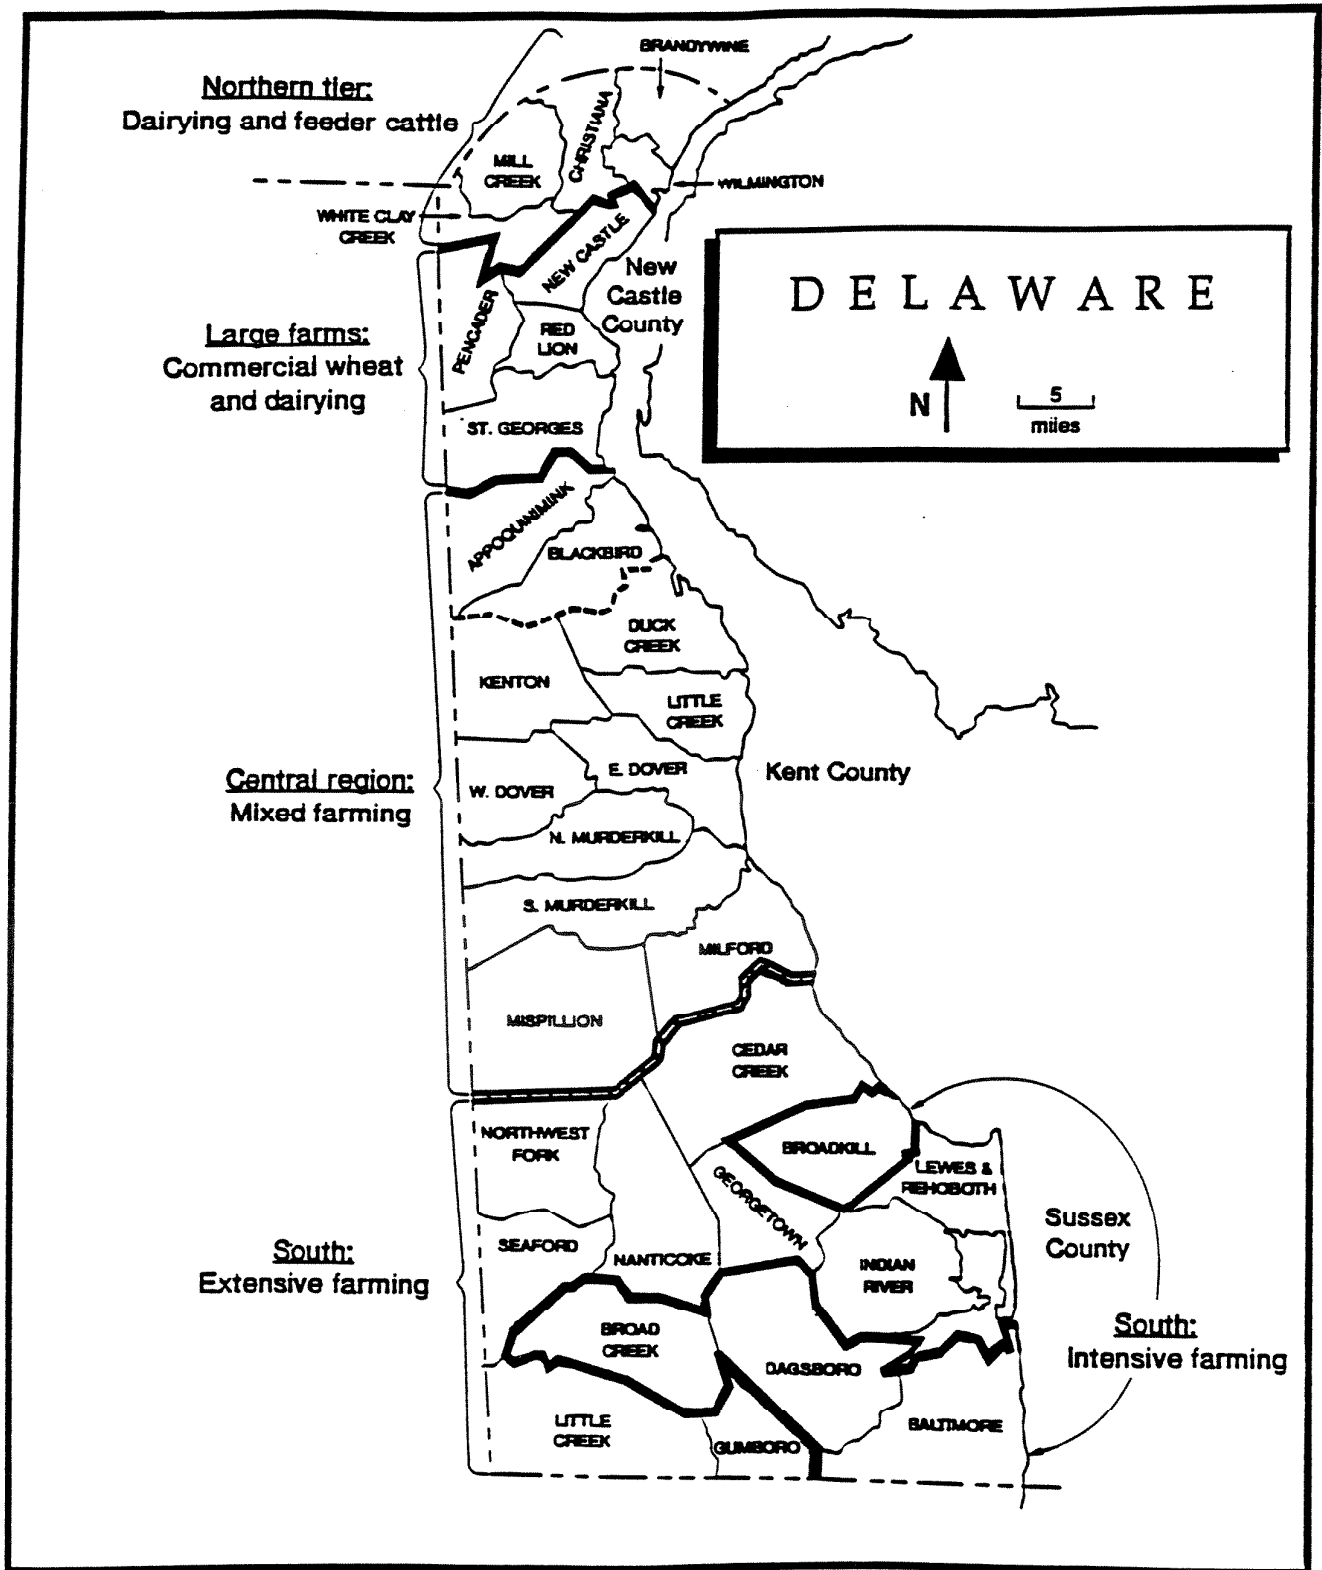 BRANDYWINE
Northern tier:
Dairying and feeder cattle
CHRISTIANA
MILL
CREEK
WILMINGTON
WHITE CLAY
CREEK
NEW CASTLE
New
Castle
County
DELAWARE
N
5
miles
PENCADER
RED
LION
Large farms:
Commercial wheat
and dairying
ST. GEORGES
APPOQUINIMINK
BLACKBIRD
DUCK
CREEK
KENTON
LITTLE
CREEK
E. DOVER
Kent County
W. DOVER
Central region:
Mixed farming
N. MURDERKILL
S. MURDERKILL
MILFORD
MISPILLION
CEDAR
CREEK
NORTHWEST
FORK
BROADKILL
LEWES &
REHOBOTH
GEORGETOWN
Sussex
County
SEAFORD
NANTICOKE
INDIAN
RIVER
South:
Extensive farming
BROAD
CREEK
DAGSBORO
South:
Intensive farming
LITTLE
CREEK
GUMBORO
BALTIMORE